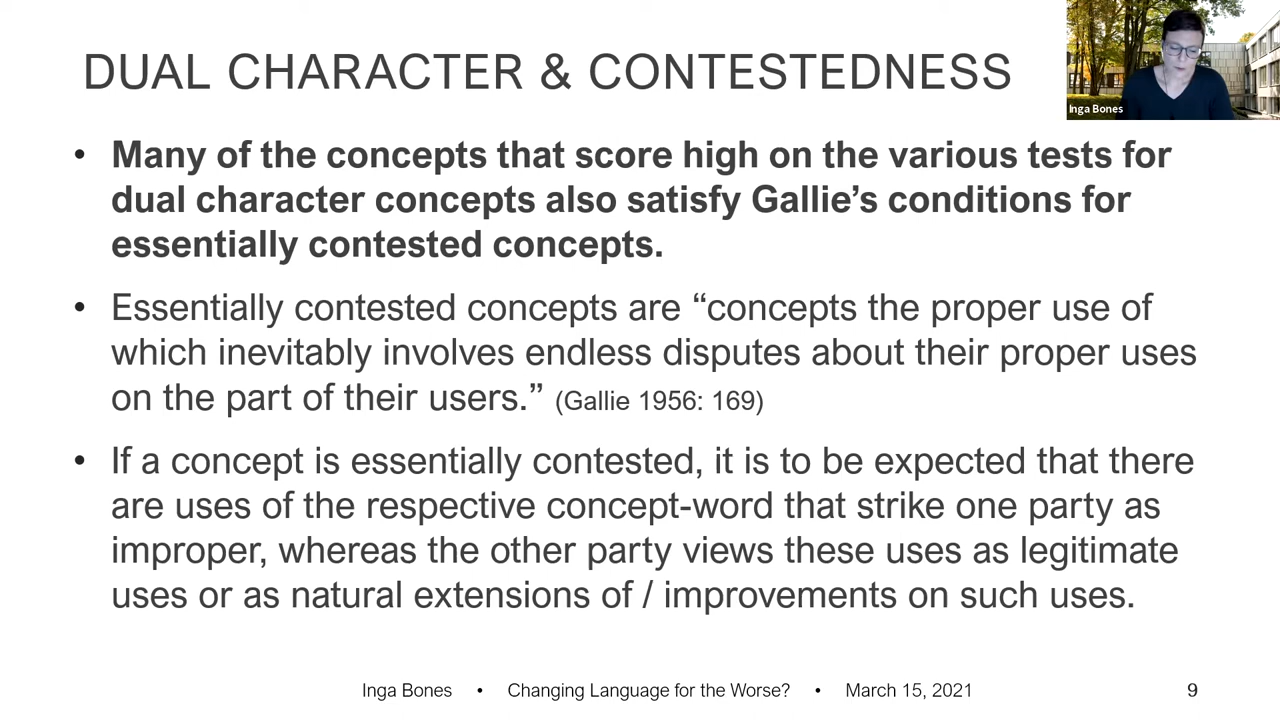 DUAL CHARACTER & CONTESTEDNESS
Inga Bones
• Many of the concepts that score high on the various tests for
dual character concepts also satisfy Gallie’s conditions for
essentially contested concepts.
• Essentially contested concepts are “concepts the proper use of
which inevitably involves endless disputes about their proper uses
on the part of their users.” (Gallie 1956: 169)
• If a concept is essentially contested, it is to be expected that there
are uses of the respective concept-word that strike one party as
improper, whereas the other party views these uses as legitimate
uses or as natural extensions of / improvements on such uses.
Inga Bones • Changing Language for the Worse? • March 15, 2021 9